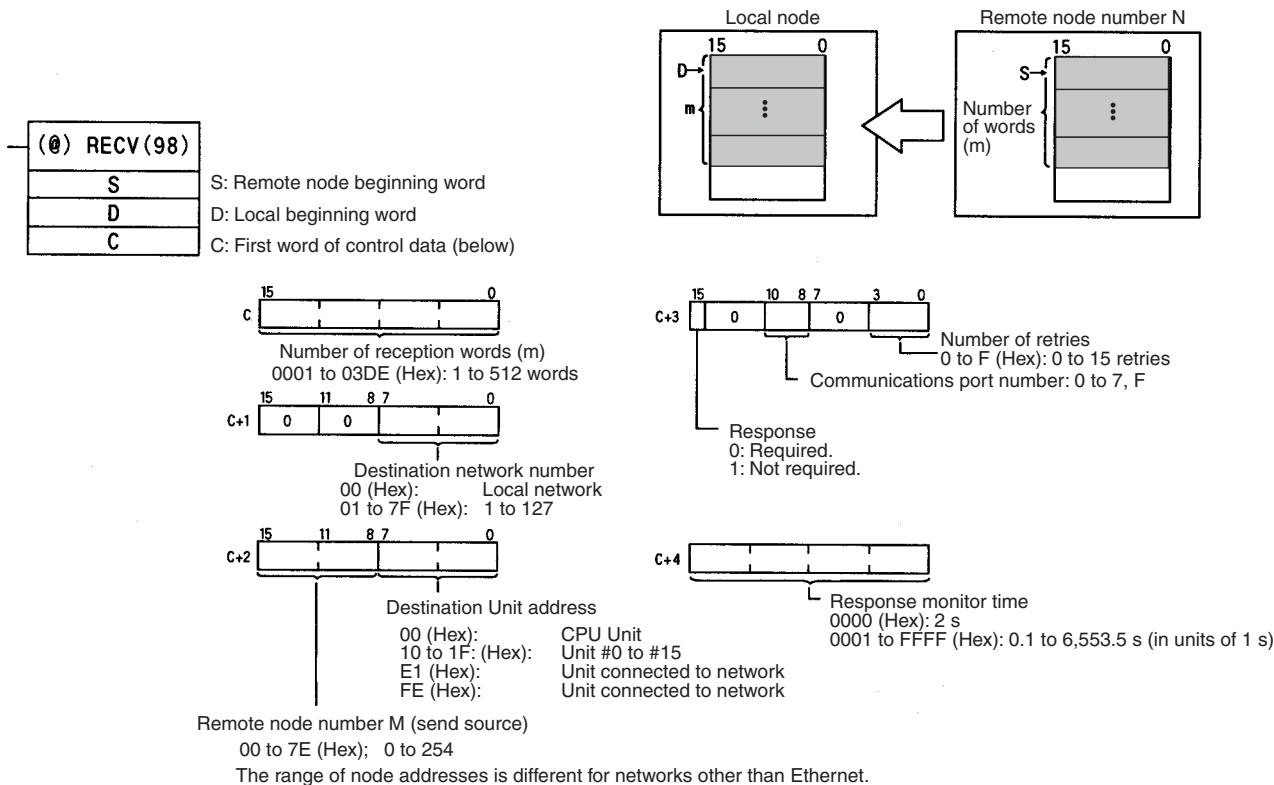 Local node
Remote node number N
15 0
D
m
15 0
S
Number
of words
(m)
(@) RECV(98)
S
S: Remote node beginning word
D
D: Local beginning word
C
C: First word of control data (below)
15 0
C
Number of reception words (m)
0001 to 03DE (Hex): 1 to 512 words
15 11 8 7 0
C+1 0 0
Destination network number
00 (Hex): Local network
01 to 7F (Hex): 1 to 127
15 11 8 7 0
C+2
Destination Unit address
00 (Hex): CPU Unit
10 to 1F: (Hex): Unit #0 to #15
E1 (Hex): Unit connected to network
FE (Hex): Unit connected to network
Remote node number M (send source)
00 to 7E (Hex); 0 to 254
The range of node addresses is different for networks other than Ethernet.
15 10 8 7 3 0
C+3 0 0
Number of retries
0 to F (Hex): 0 to 15 retries
Communications port number: 0 to 7, F
Response
0: Required.
1: Not required.
C+4
Response monitor time
0000 (Hex): 2 s
0001 to FFFF (Hex): 0.1 to 6,553.5 s (in units of 1 s)